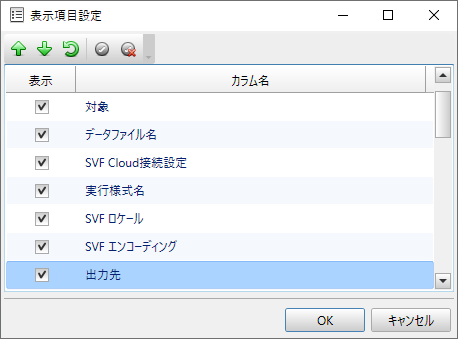 表示項目設定
表示 カラム名
対象
データファイル名
SVF Cloud接続設定
実行様式名
SVF ロケール
SVF エンコーディング
出力先
OK キャンセル